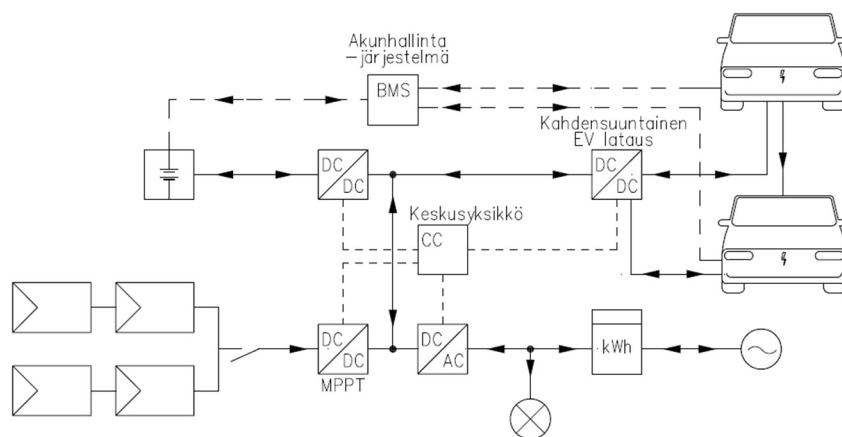 Akunhallinta
-järjestelmä
BMS
Kahdensuuntainen
EV lataus
DC
DC
DC
DC
Keskusyksikkö
CC
DC
DC
MPPT
DC
AC
kWh